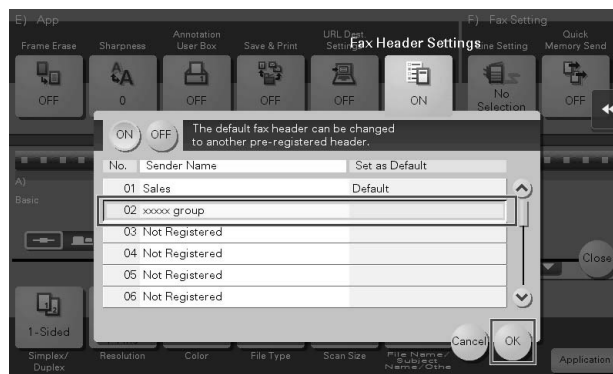 E) App
F) Fax Setting
Frame Erase
Sharpness
Annotation
User Box
Save & Print
URL Dest.
Settings
Fax Header Settings
Line Setting
Quick
Memory Send
OFF
0
OFF
OFF
OFF
ON
No
Selection
OFF
ON
OFF
The default fax header can be changed
to another pre-registered header.
No.
Sender Name
Set as Default
01 Sales
Default
02 xxxxx group
03 Not Registered
04 Not Registered
05 Not Registered
06 Not Registered
A)
Basic
Close
1-Sided
Cancel
OK
Simplex/
Duplex
Resolution
Color
File Type
Scan Size
File Name/
Subject
Name/Othe
Application